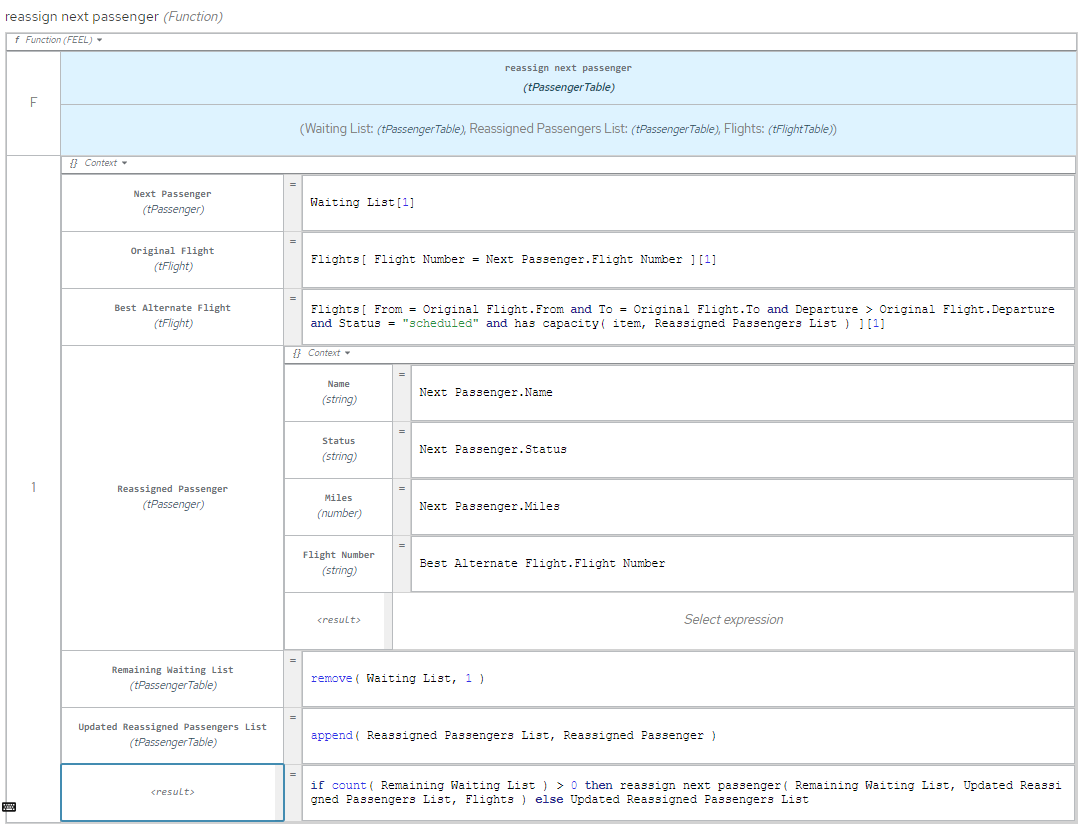 reassign next passenger (Function)
f Function (FEEL)
F
reassign next passenger
(tPassengerTable)
(Waiting List: (tPassengerTable), Reassigned Passengers List: (tPassengerTable), Flights: (tFlightTable))
1
{} Context
Next Passenger
(tPassenger)
=
Waiting List[1]
Original Flight
(tFlight)
=
Flights[ Flight Number = Next Passenger.Flight Number ][1]
Best Alternate Flight
(tFlight)
=
Flights[ From = Original Flight.From and To = Original Flight.To and Departure > Original Flight.Departure
and Status = "scheduled" and has capacity( item, Reassigned Passengers List ) ][1]
Reassigned Passenger
(tPassenger)
{} Context
Name
(string)
=
Next Passenger.Name
Status
(string)
=
Next Passenger.Status
Miles
(number)
=
Next Passenger.Miles
Flight Number
(string)
=
Best Alternate Flight.Flight Number
<result>
Select expression
Remaining Waiting List
(tPassengerTable)
=
remove( Waiting List, 1 )
Updated Reassigned Passengers List
(tPassengerTable)
=
append( Reassigned Passengers List, Reassigned Passenger )
<result>
=
if count( Remaining Waiting List ) > 0 then reassign next passenger( Remaining Waiting List, Updated Reassi
gned Passengers List, Flights ) else Updated Reassigned Passengers List